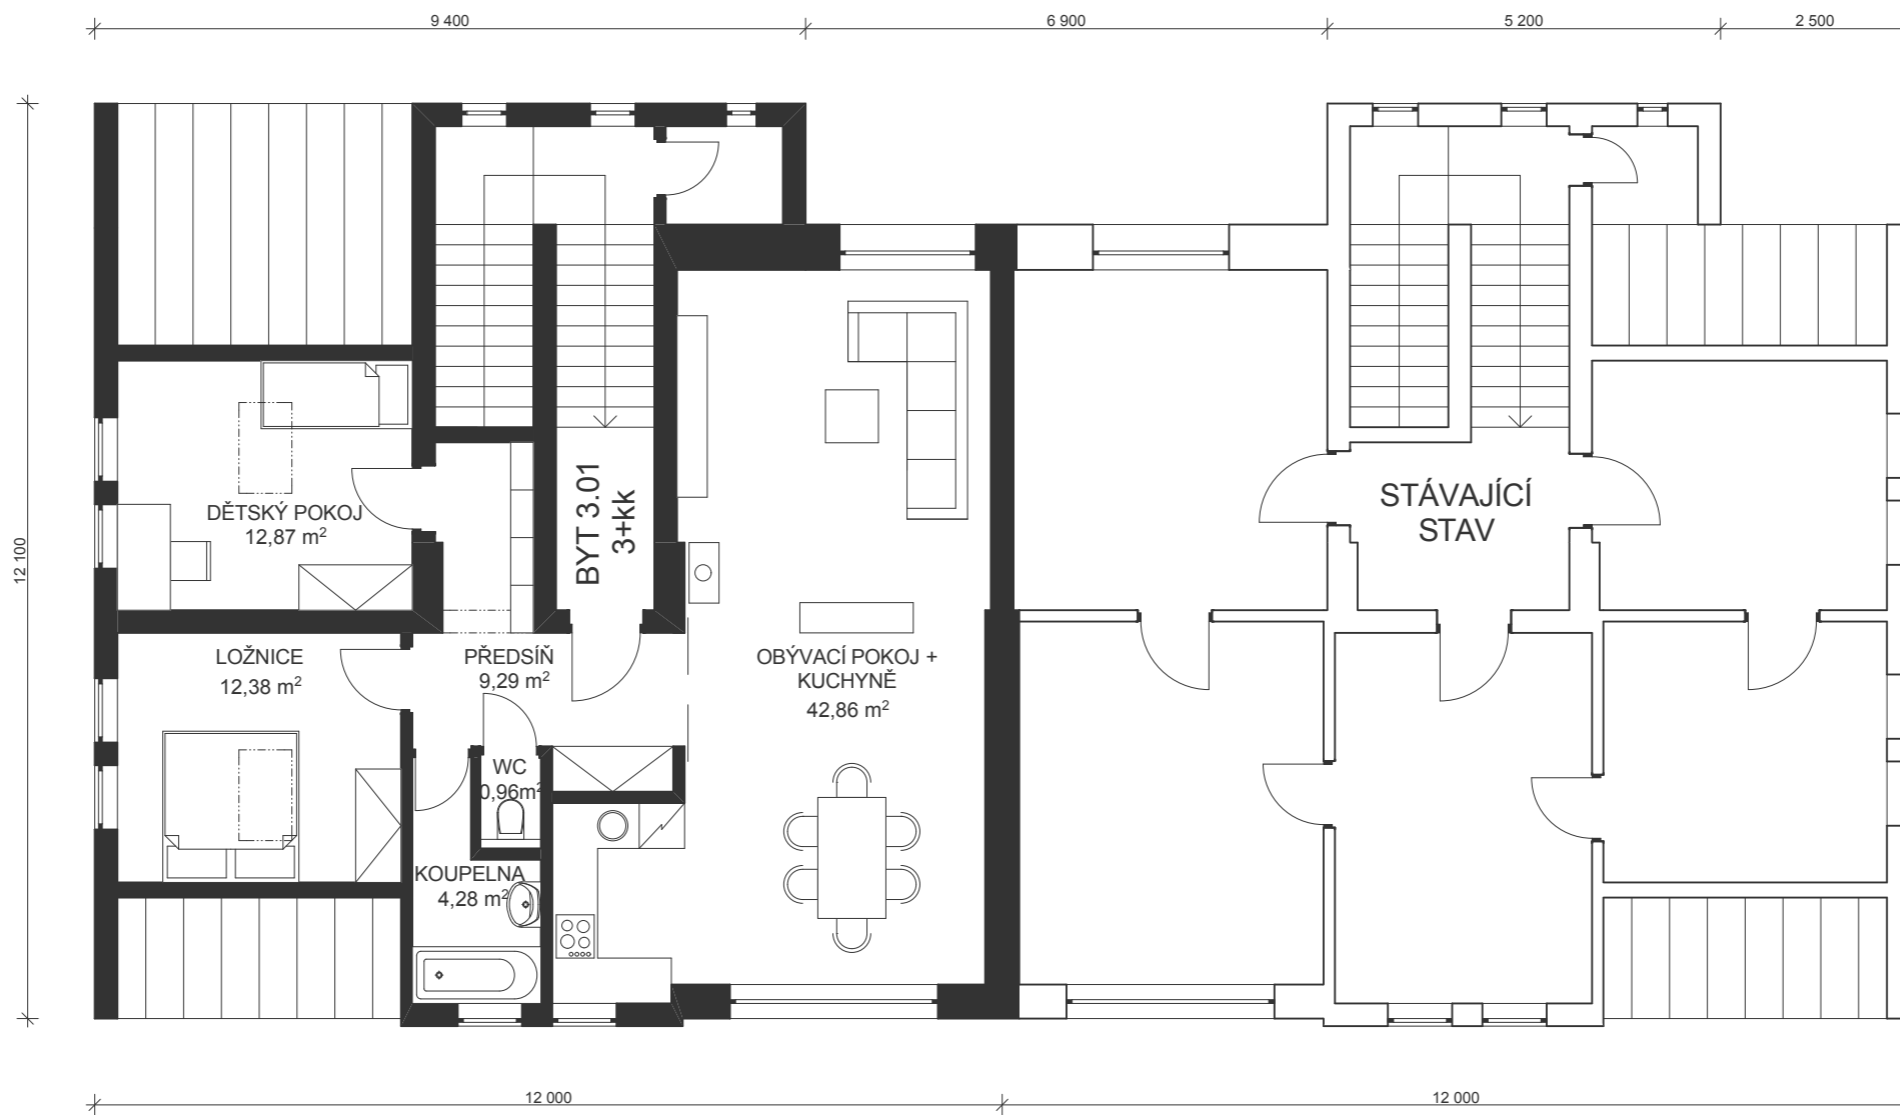 9 400
6 900
5 200
2 500
12 100
DĚTSKÝ POKOJ
12,87 m²
BYT 3.01
3+kk
STÁVAJÍCÍ
STAV
LOŽNICE
12,38 m²
PŘEDSÍŇ
9,29 m²
OBÝVACÍ POKOJ +
KUCHYNĚ
42,86 m²
WC
0,96m²
KOUPELNA
4,28 m²
12 000
12 000